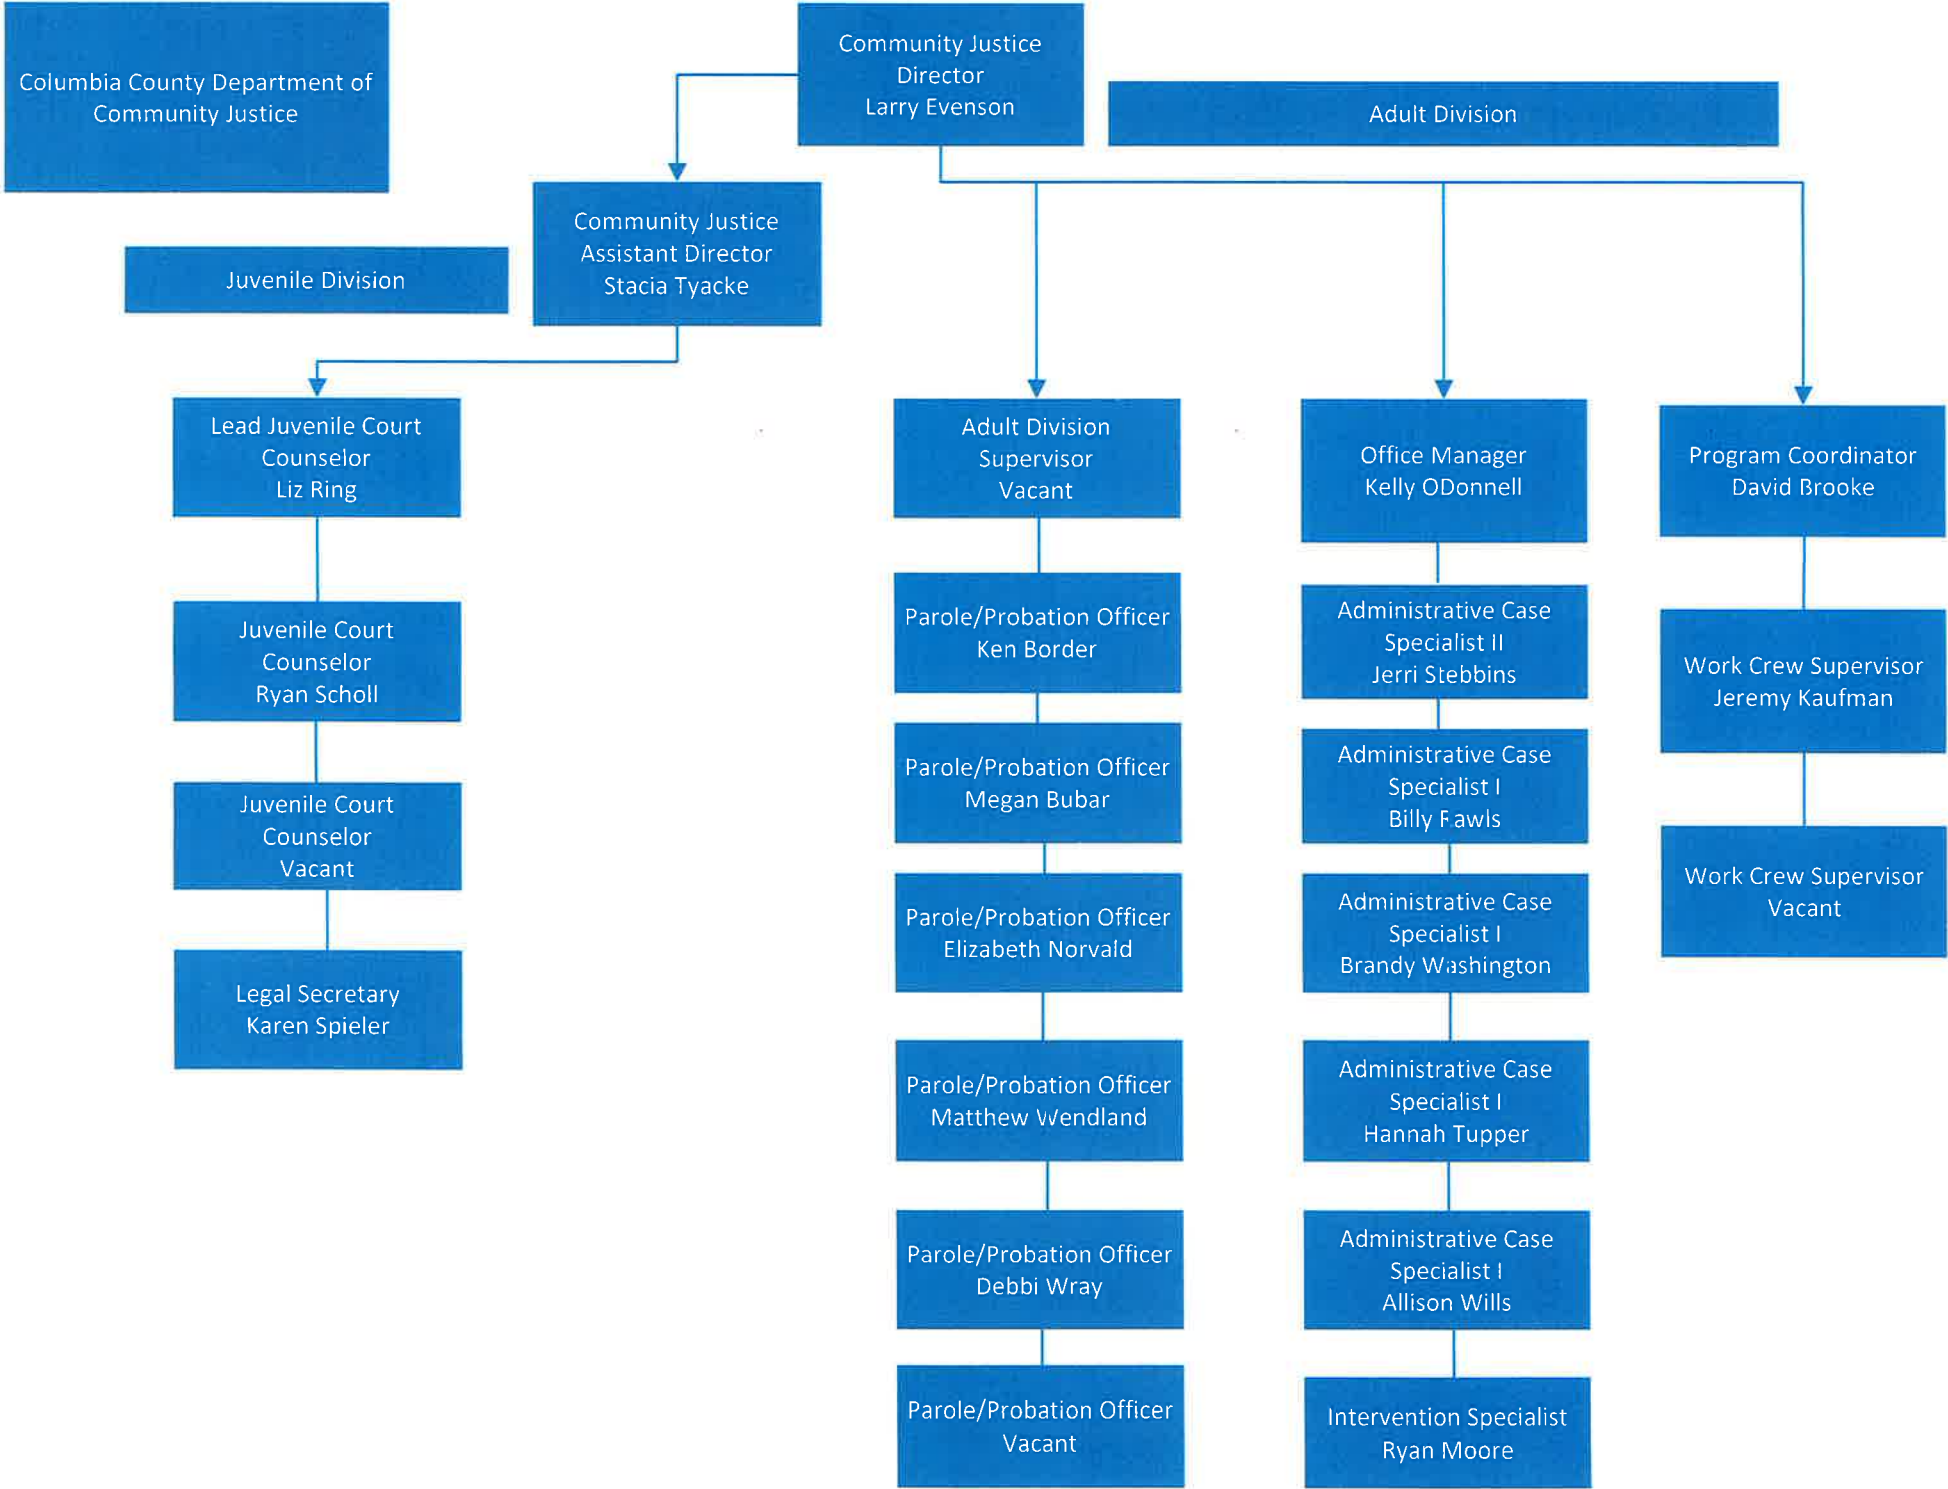 Columbia County Department of
Community Justice
Community Justice
Director
Larry Evenson
Adult Division
Community Justice
Assistant Director
Stacia Tyacke
Juvenile Division
Lead Juvenile Court
Counselor
Liz Ring
Juvenile Court
Counselor
Ryan Scholl
Juvenile Court
Counselor
Vacant
Legal Secretary
Karen Spieler
Adult Division
Supervisor
Vacant
Parole/Probation Officer
Ken Border
Parole/Probation Officer
Megan Bubar
Parole/Probation Officer
Elizabeth Norvald
Parole/Probation Officer
Matthew Wendland
Parole/Probation Officer
Debbi Wray
Parole/Probation Officer
Vacant
Office Manager
Kelly ODonnell
Administrative Case
Specialist II
Jerri Stebbins
Administrative Case
Specialist I
Billy Rawls
Administrative Case
Specialist I
Brandy Washington
Administrative Case
Specialist I
Hannah Tupper
Administrative Case
Specialist I
Allison Wills
Intervention Specialist
Ryan Moore
Program Coordinator
David Brooke
Work Crew Supervisor
Jeremy Kaufman
Work Crew Supervisor
Vacant